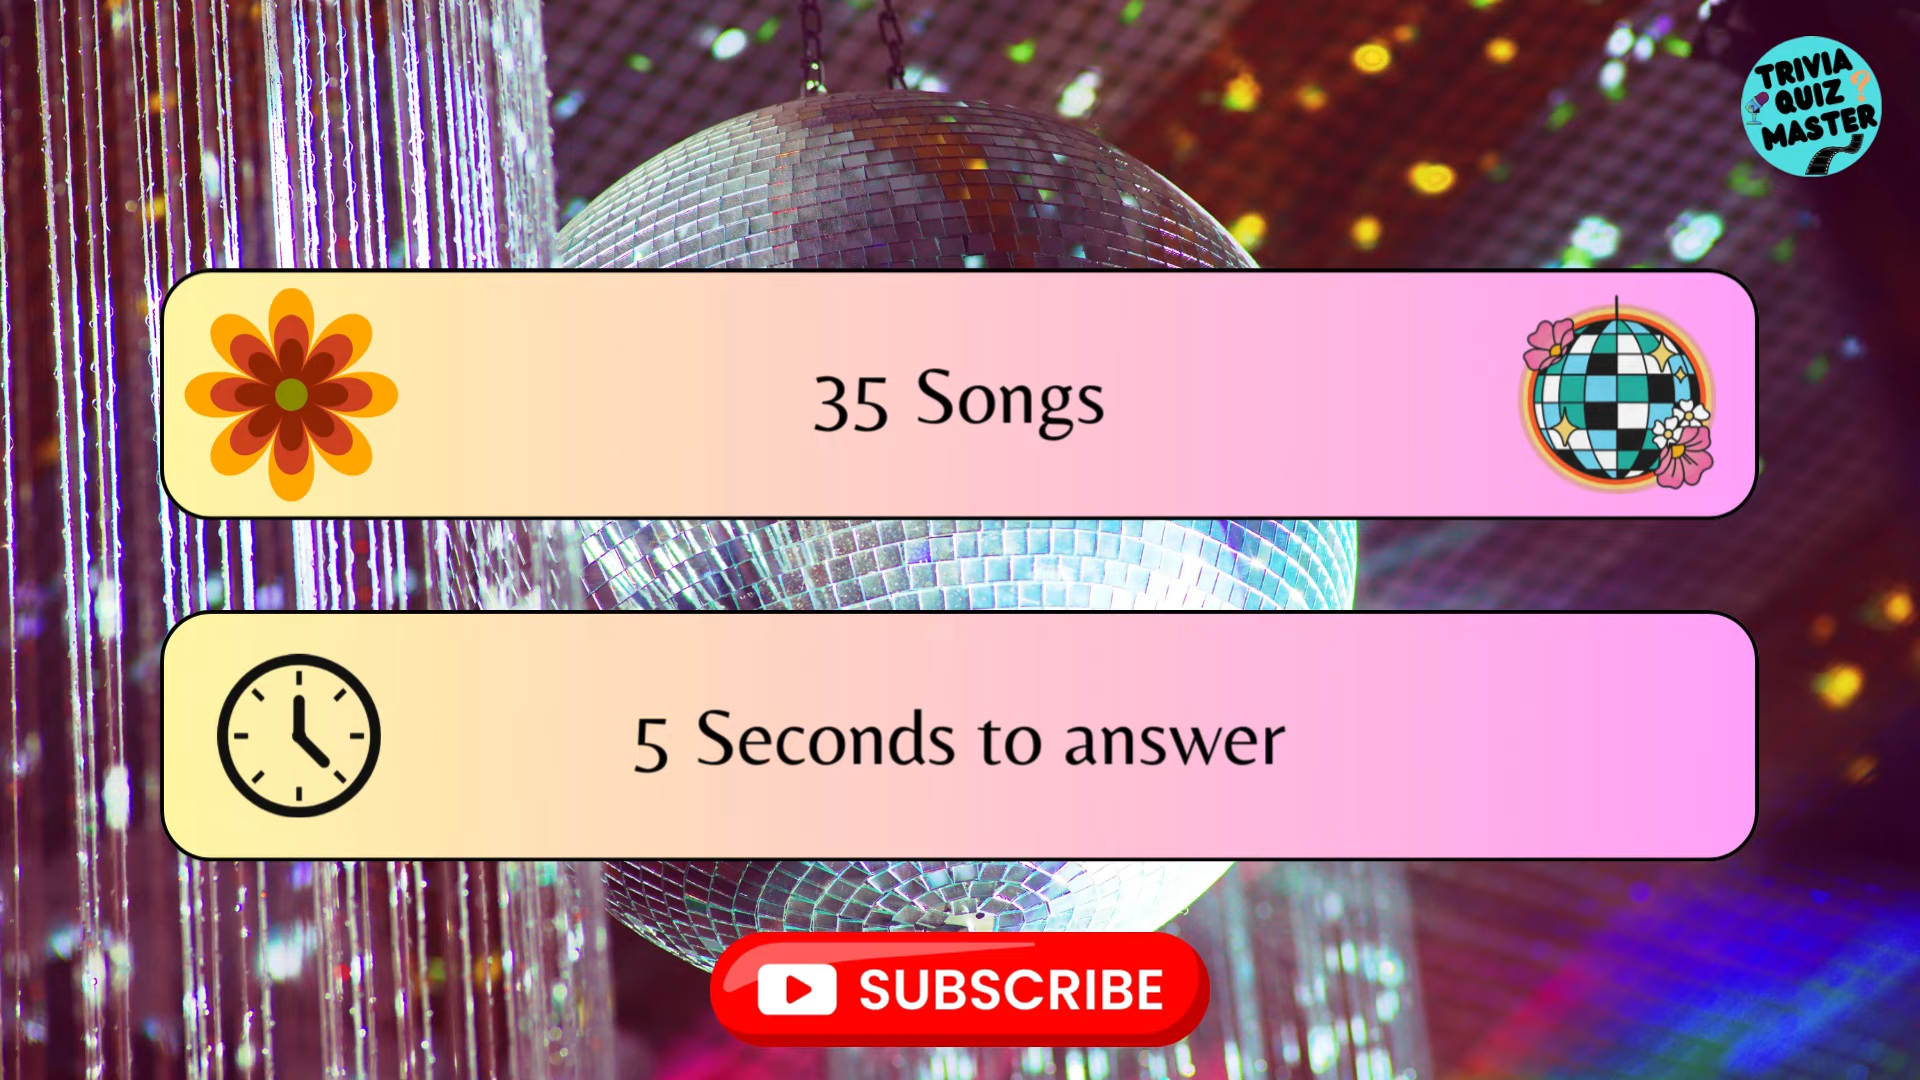 TRIVIA
QUIZ
MASTER
35 Songs
5 Seconds to answer
SUBSCRIBE